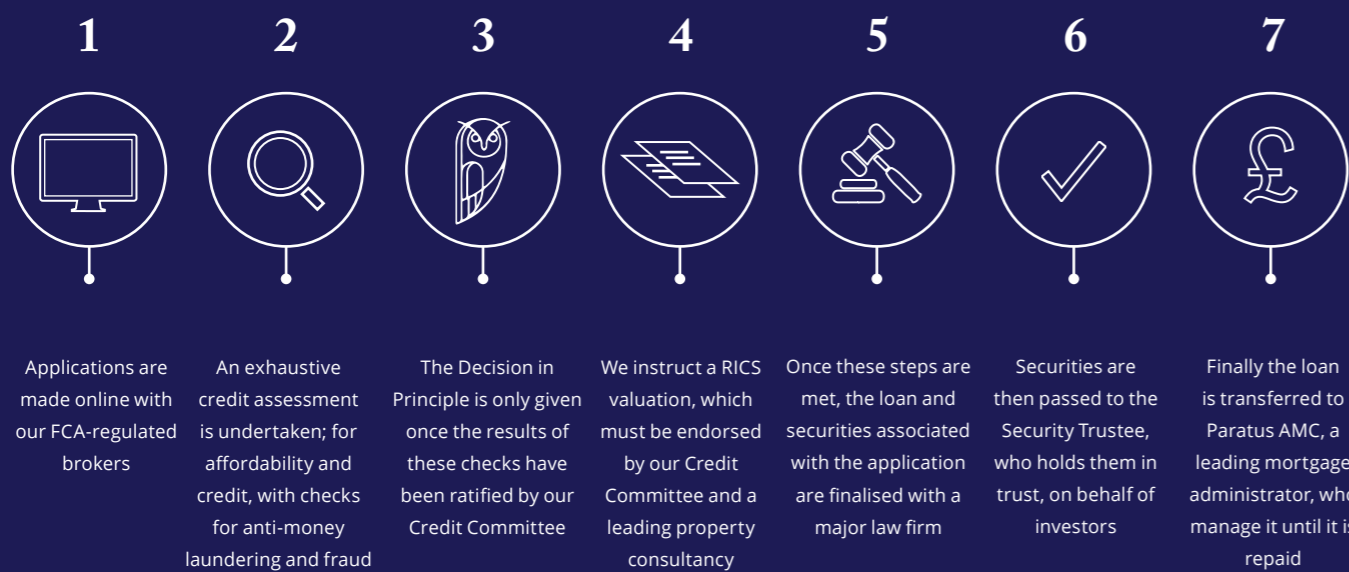 1
2
3
4
5
6
7
Applications are
made online with
our FCA-regulated
brokers
An exhaustive
credit assessment
is undertaken; for
affordability and
credit, with checks
for anti-money
laundering and fraud
The Decision in
Principle is only given
once the results of
these checks have
been ratified by our
Credit Committee
We instruct a RICS
valuation, which
must be endorsed
by our Credit
Committee and a
leading property
consultancy
Once these steps are
met, the loan and
securities associated
with the application
are finalised with a
major law firm
Securities are
then passed to the
Security Trustee,
who holds them in
trust, on behalf of
investors
Finally the loan
is transferred to
Paratus AMC, a
leading mortgage
administrator, who
manage it until it is
repaid